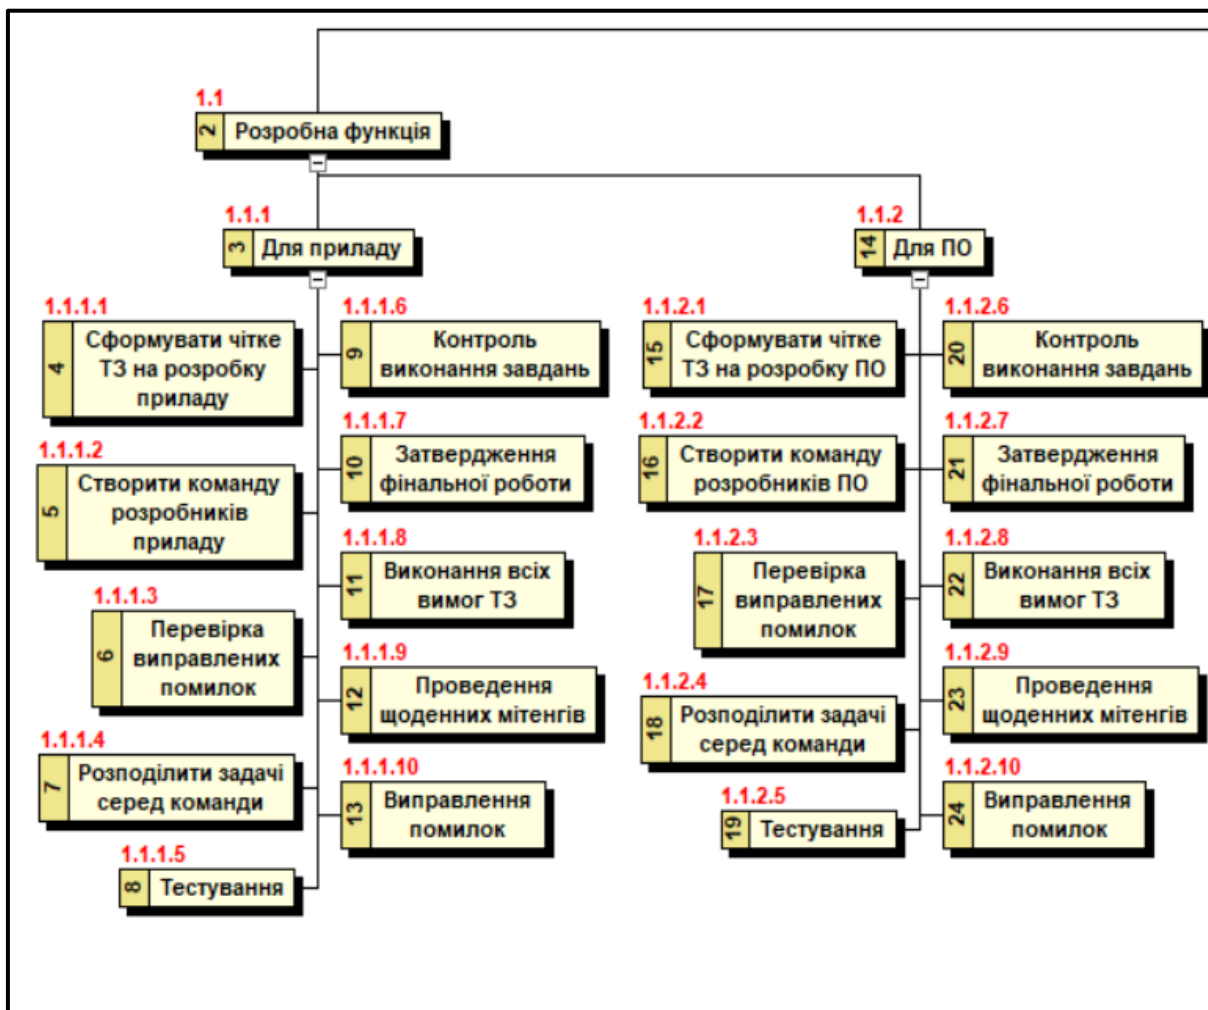 1.1
2
Розробна функція
1.1.1
3
Для приладу
1.1.1.1
4
Сформувати чітке
ТЗ на розробку
приладу
1.1.1.2
5
Створити команду
розробників
приладу
1.1.1.3
6
Перевірка
виправлених
помилок
1.1.1.4
7
Розподілити задачі
серед команди
1.1.1.5
8
Тестування
1.1.1.6
9
Контроль
виконання завдань
1.1.1.7
10
Затвердження
фінальної роботи
1.1.1.8
11
Виконання всіх
вимог ТЗ
1.1.1.9
12
Проведення
щоденних мітенгів
1.1.1.10
13
Виправлення
помилок
1.1.2
14
Для ПО
1.1.2.1
15
Сформувати чітке
ТЗ на розробку ПО
1.1.2.2
16
Створити команду
розробників ПО
1.1.2.3
17
Перевірка
виправлених
помилок
1.1.2.4
18
Розподілити задачі
серед команди
1.1.2.5
19
Тестування
1.1.2.6
20
Контроль
виконання завдань
1.1.2.7
21
Затвердження
фінальної роботи
1.1.2.8
22
Виконання всіх
вимог ТЗ
1.1.2.9
23
Проведення
щоденних мітенгів
1.1.2.10
24
Виправлення
помилок